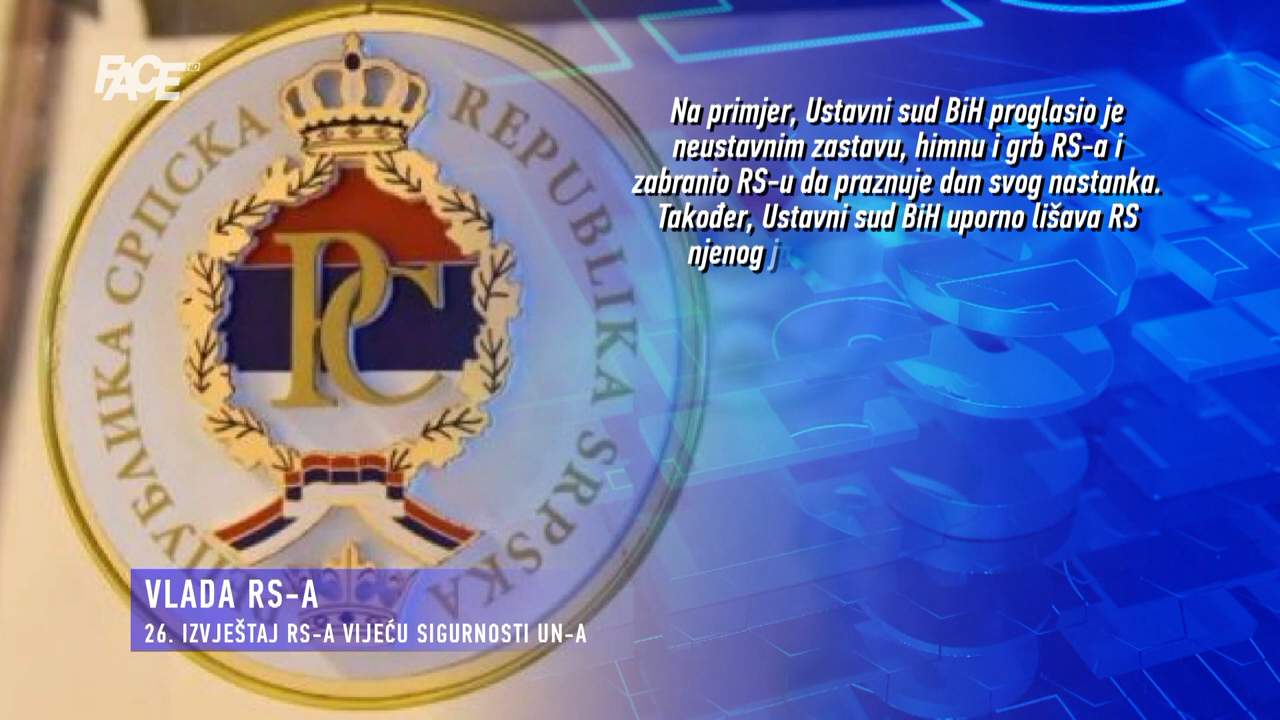 FACE HD
РЕПУБЛИКА СРПСКА
REPUBLIKA SRPSKA
РС
Na primjer, Ustavni sud BiH proglasio je
neustavnim zastavu, himnu i grb RS-a i
zabranio RS-u da praznuje dan svog nastanka.
Također, Ustavni sud BiH uporno lišava RS
njenog j
VLADA RS-A
26. IZVJEŠTAJ RS-A VIJEĆU SIGURNOSTI UN-A